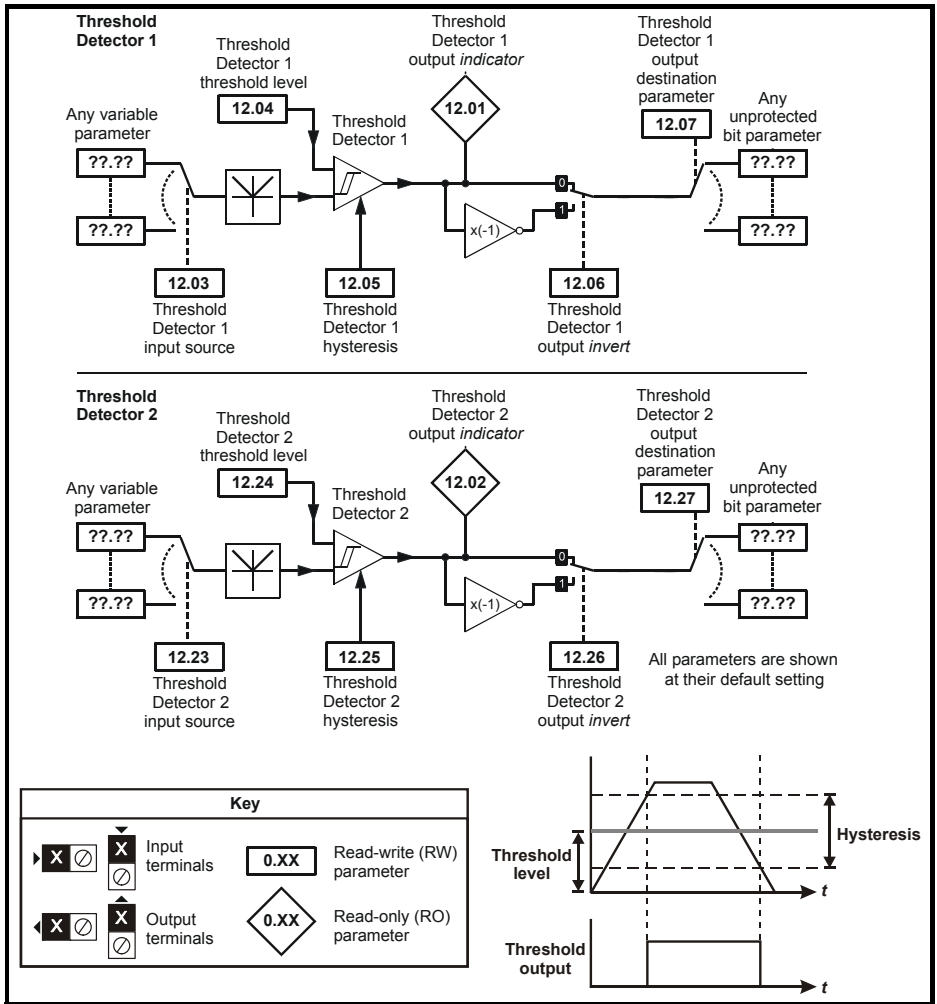 Threshold
Detector 1
Threshold
Detector 1
threshold level
12.04
Threshold
Detector 1
output indicator
12.01
Threshold
Detector 1
output
destination
parameter
12.07
Any variable
parameter
??.??
??.??
Threshold
Detector 1
Any
unprotected
bit parameter
??.??
??.??
0
1
x(-1)
12.03
Threshold
Detector 1
input source
12.05
Threshold
Detector 1
hysteresis
12.06
Threshold
Detector 1
output invert
Threshold
Detector 2
Threshold
Detector 2
threshold level
12.24
Threshold
Detector 2
output indicator
12.02
Threshold
Detector 2
output
destination
parameter
12.27
Any variable
parameter
??.??
??.??
Threshold
Detector 2
Any
unprotected
bit parameter
??.??
??.??
0
1
x(-1)
12.23
Threshold
Detector 2
input source
12.25
Threshold
Detector 2
hysteresis
12.26
Threshold
Detector 2
output invert
All parameters are shown
at their default setting
Key
X
X
Input
terminals
0.XX
Read-write (RW)
parameter
X
X
Output
terminals
0.XX
Read-only (RO)
parameter
Threshold
level
Hysteresis
t
Threshold
output
t